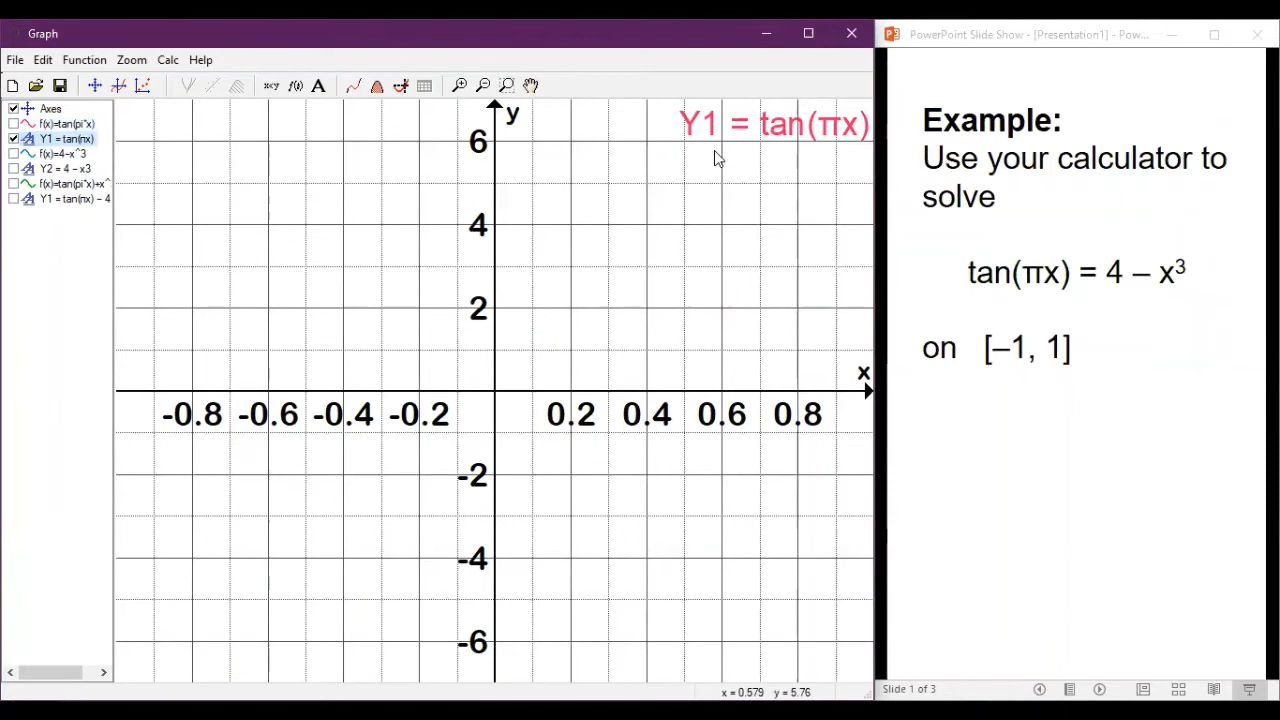 Graph
File Edit Function Zoom Calc Help
Axes
f(x)=tan(pi*x)
Y1 = tan(πx)
f(x)=4-x^3
Y2 = 4 - x3
f(x)=tan(pi*x)+x^
Y1 = tan(πx) - 4
y
Y1 = tan(πx)
6
4
2
x
-0.8 -0.6 -0.4 -0.2 0.2 0.4 0.6 0.8
-2
-4
-6
x = 0.579 y = 5.76
PowerPoint Slide Show - [Presentation1] - Pow...
Example:
Use your calculator to
solve
tan(πx) = 4 – x³
on [–1, 1]
Slide 1 of 3